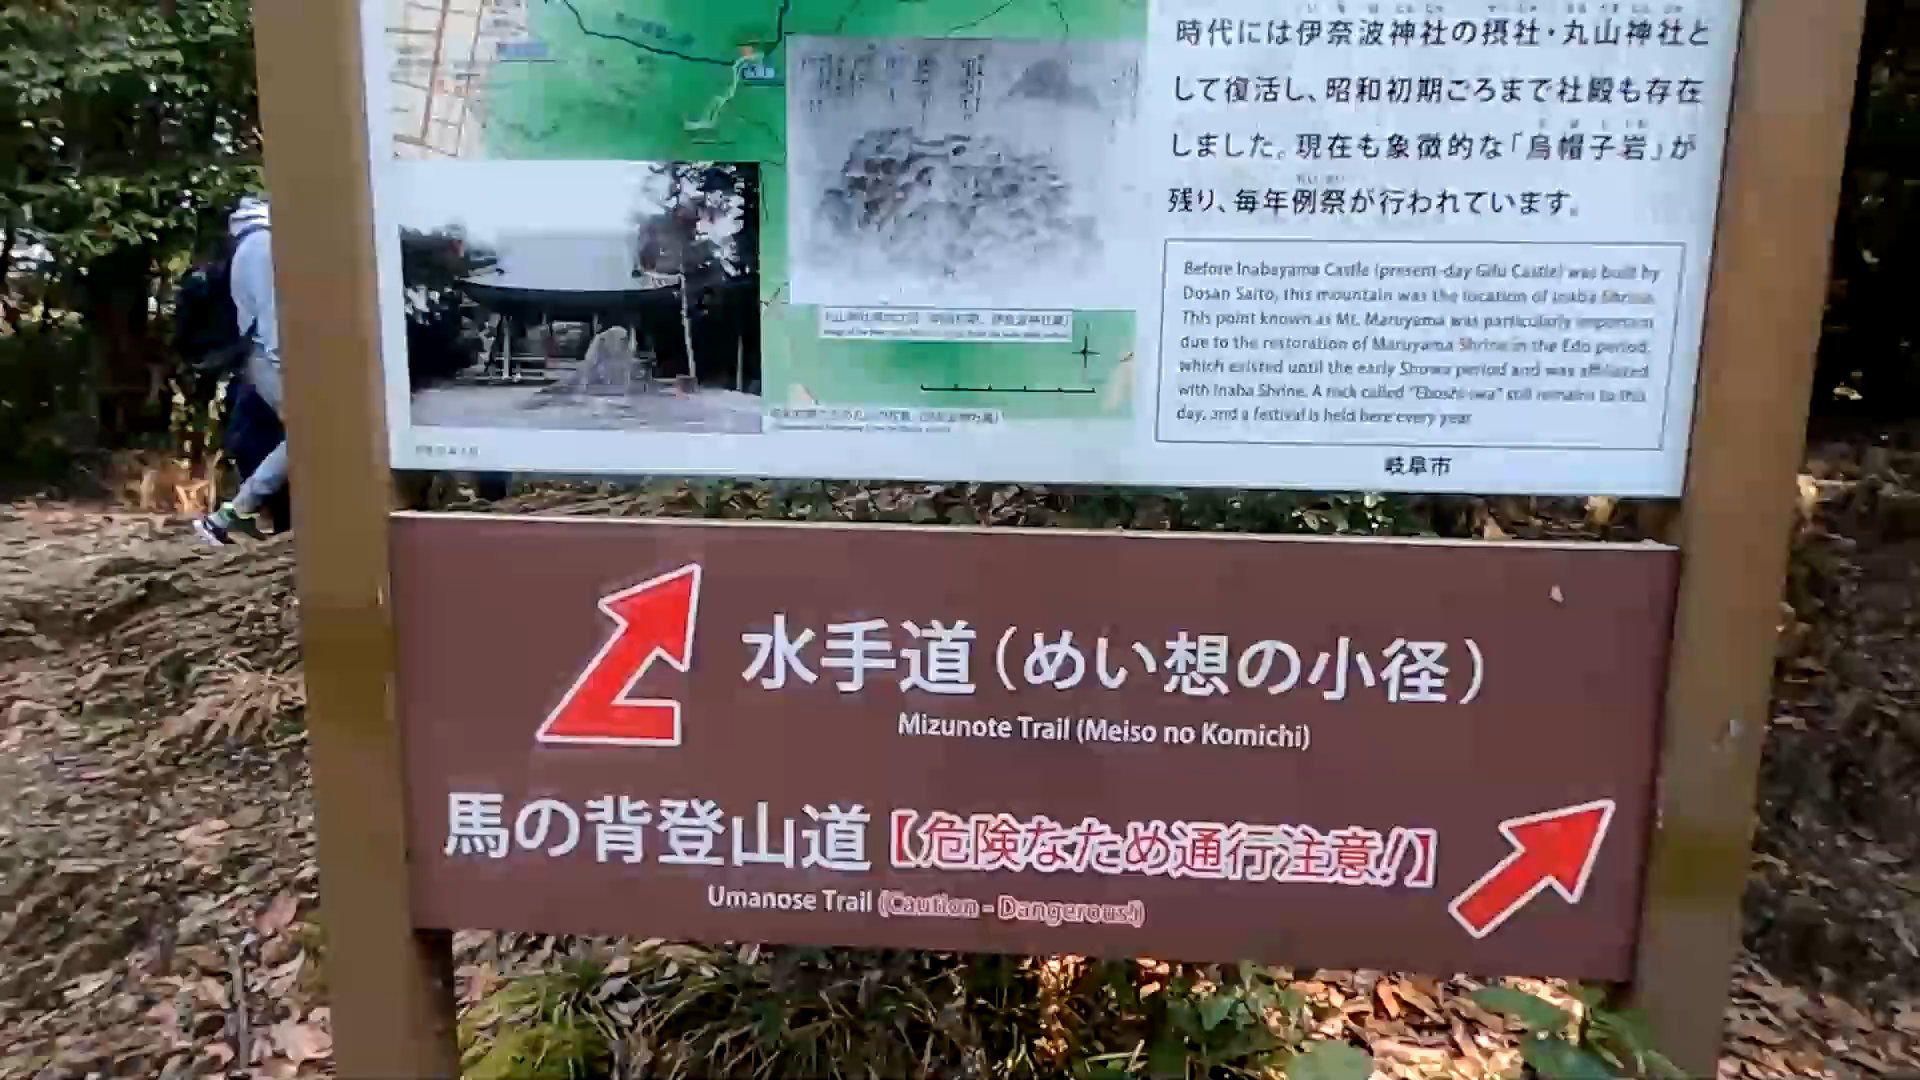 時代には伊奈波神社の摂社・丸山神社と
して復活し、昭和初期ごろまで社殿も存在
しました。現在も象徴的な「烏帽子岩」が
残り、毎年例祭が行われています。
Before Inabayama Castle (present-day Gifu Castle) was built by
Dosan Saito, this mountain was the location of Inaba Shrine.
This point known as Mt. Maruyama was particularly important
due to the restoration of Maruyama Shrine in the Edo period,
which existed until the early Showa period and was affiliated
with Inaba Shrine. A rock called "Eboshi-iwa" still remains to this
day, and a festival is held here every year.
岐阜市
水手道(めい想の小径)
Mizunote Trail (Meiso no Komichi)
馬の背登山道【危険なため通行注意!】
Umanose Trail (Caution - Dangerous!)